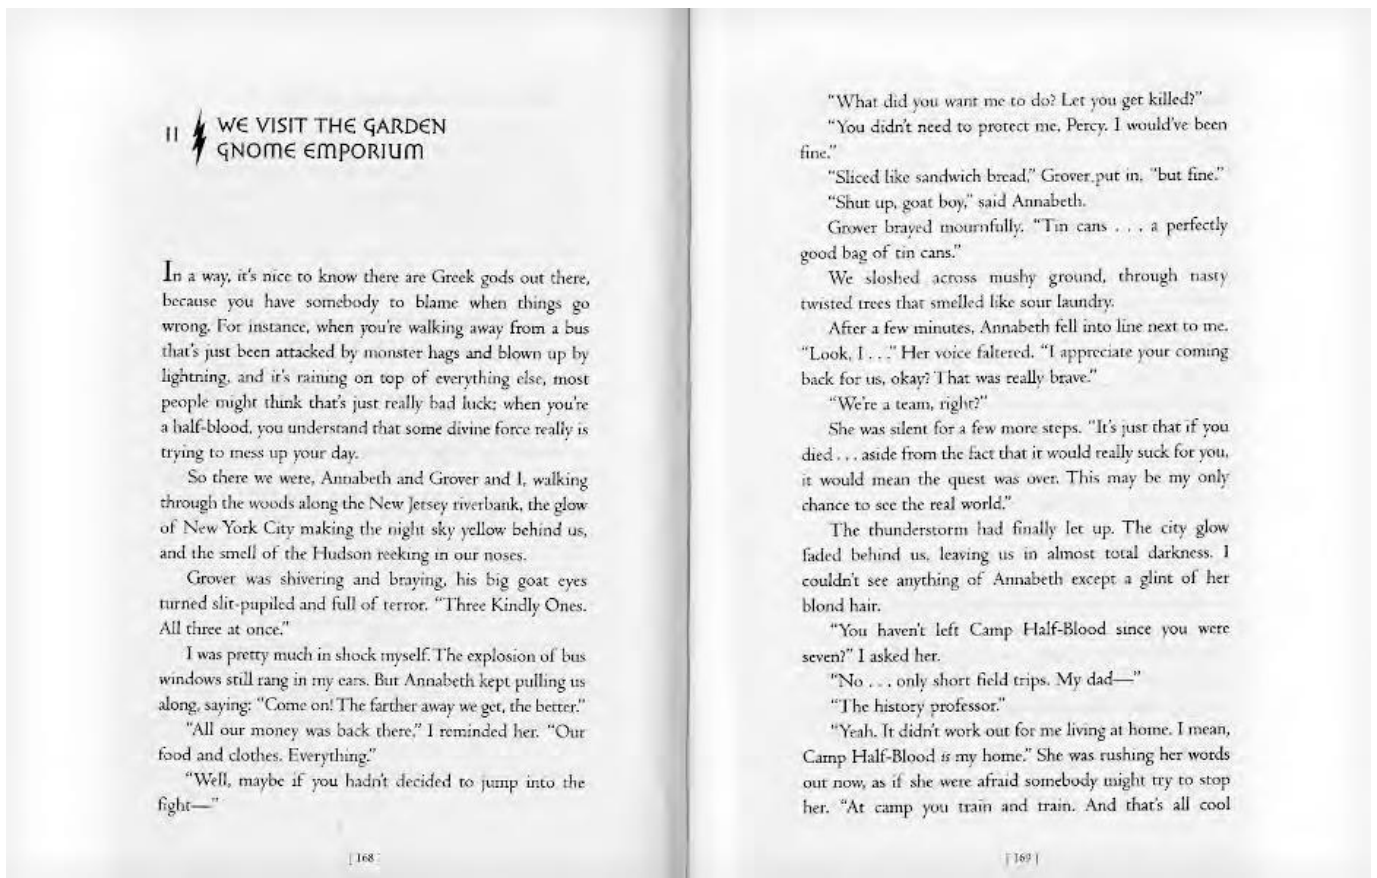 11
WE VISIT THE GARDEN
GNOME EMPORIUM
In a way, it's nice to know there are Greek gods out there,
because you have somebody to blame when things go
wrong. For instance, when you're walking away from a bus
that's just been attacked by monster hags and blown up by
lightning, and it's raining on top of everything else, most
people might think that's just really bad luck; when you're
a half-blood, you understand that some divine force really is
trying to mess up your day.
So there we were, Annabeth and Grover and I, walking
through the woods along the New Jersey riverbank, the glow
of New York City making the night sky yellow behind us,
and the smell of the Hudson reeking in our noses.
Grover was shivering and braying, his big goat eyes
turned slit-pupiled and full of terror. "Three Kindly Ones.
All three at once."
I was pretty much in shock myself. The explosion of bus
windows still rang in my ears. But Annabeth kept pulling us
along, saying: "Come on! The farther away we get, the better."
"All our money was back there," I reminded her. "Our
food and clothes. Everything."
"Well, maybe if you hadn't decided to jump into the
fight—"
[ 168 ]
"What did you want me to do? Let you get killed?"
"You didn't need to protect me, Percy. I would've been
fine."
"Sliced like sandwich bread," Grover put in, "but fine."
"Shut up, goat boy," said Annabeth.
Grover brayed mournfully. "Tin cans . . . a perfectly
good bag of tin cans."
We sloshed across mushy ground, through nasty
twisted trees that smelled like sour laundry.
After a few minutes, Annabeth fell into line next to me.
"Look, I . . ." Her voice faltered. "I appreciate your coming
back for us, okay? That was really brave."
"We're a team, right?"
She was silent for a few more steps. "It's just that if you
died . . . aside from the fact that it would really suck for you,
it would mean the quest was over. This may be my only
chance to see the real world."
The thunderstorm had finally let up. The city glow
faded behind us, leaving us in almost total darkness. I
couldn't see anything of Annabeth except a glint of her
blond hair.
"You haven't left Camp Half-Blood since you were
seven?" I asked her.
"No . . . only short field trips. My dad—"
"The history professor."
"Yeah. It didn't work out for me living at home. I mean,
Camp Half-Blood is my home." She was rushing her words
out now, as if she were afraid somebody might try to stop
her. "At camp you train and train. And that's all cool
[ 169 ]